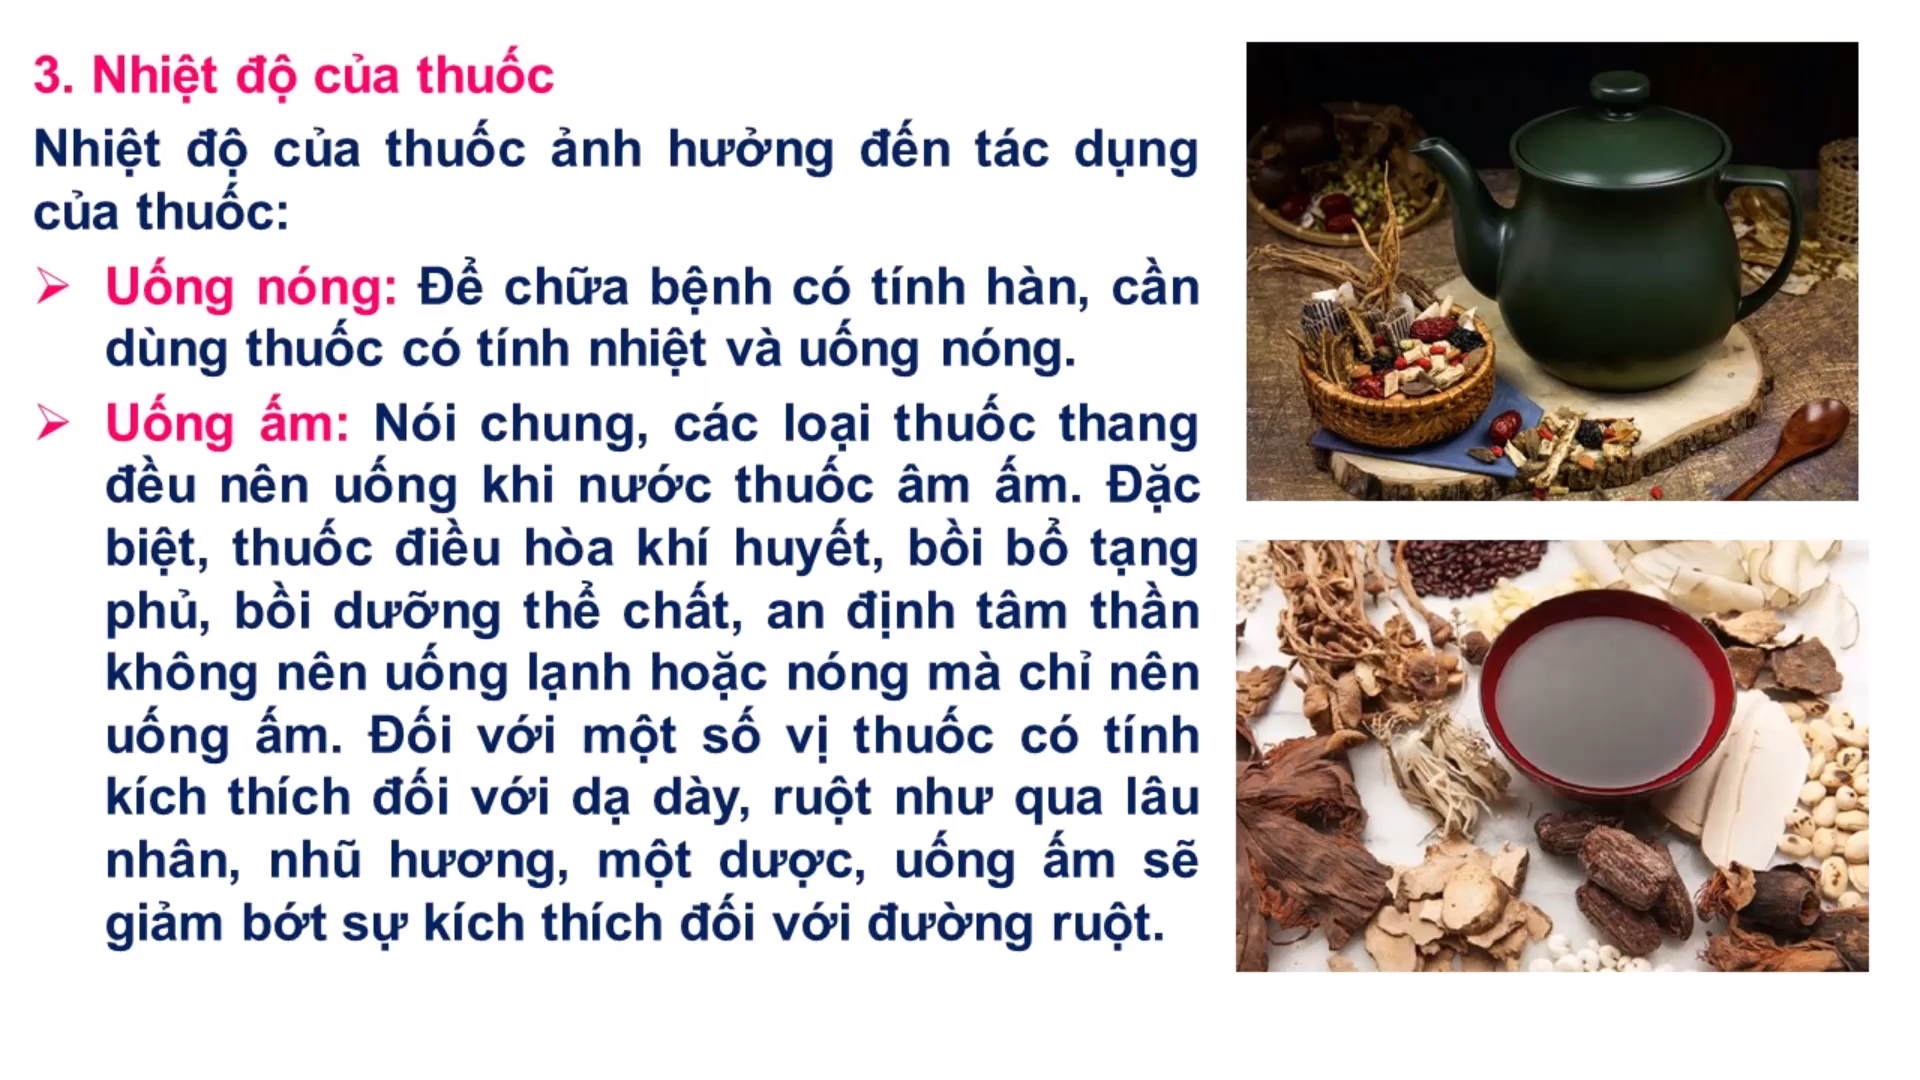 3. Nhiệt độ của thuốc
Nhiệt độ của thuốc ảnh hưởng đến tác dụng
của thuốc:
➢ Uống nóng: Để chữa bệnh có tính hàn, cần
dùng thuốc có tính nhiệt và uống nóng.
➢ Uống ấm: Nói chung, các loại thuốc thang
đều nên uống khi nước thuốc âm ấm. Đặc
biệt, thuốc điều hòa khí huyết, bồi bổ tạng
phủ, bồi dưỡng thể chất, an định tâm thần
không nên uống lạnh hoặc nóng mà chỉ nên
uống ấm. Đối với một số vị thuốc có tính
kích thích đối với dạ dày, ruột như qua lâu
nhân, nhũ hương, một dược, uống ấm sẽ
giảm bớt sự kích thích đối với đường ruột.